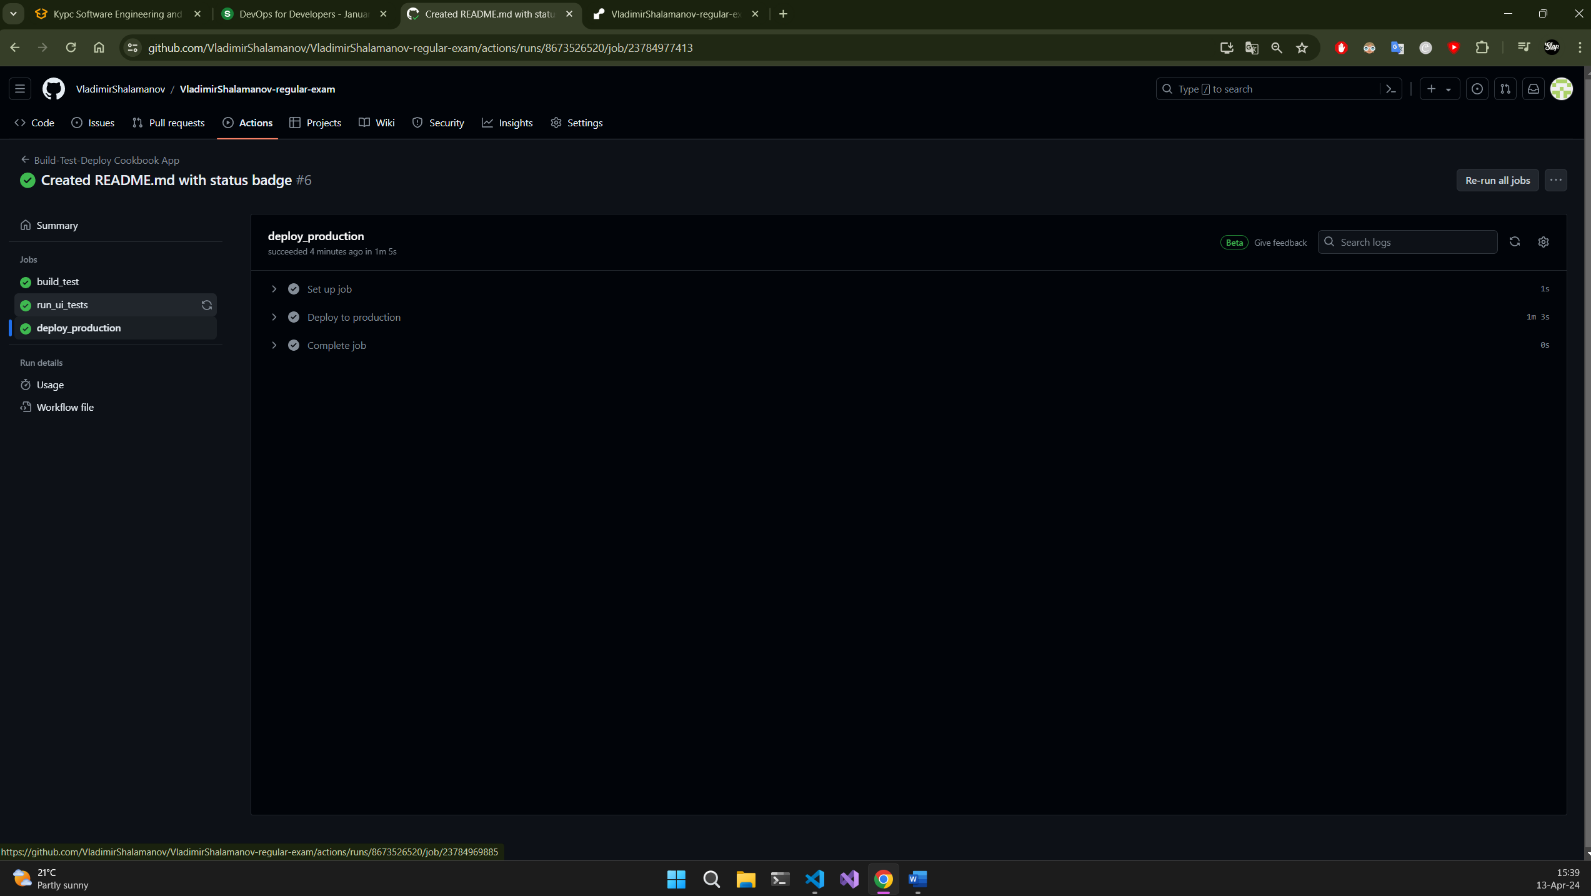 Kypc Software Engineering and
DevOps for Developers - Januar
Created README.md with statu
VladimirShalamanov-regular-ex
github.com/VladimirShalamanov/VladimirShalamanov-regular-exam/actions/runs/8673526520/job/23784977413
VladimirShalamanov / VladimirShalamanov-regular-exam
Type / to search
Code
Issues
Pull requests
Actions
Projects
Wiki
Security
Insights
Settings
Build-Test-Deploy Cookbook App
Created README.md with status badge #6
Re-run all jobs
Summary
Jobs
build_test
run_ui_tests
deploy_production
Run details
Usage
Workflow file
deploy_production
succeeded 4 minutes ago in 1m 5s
Beta
Give feedback
Search logs
Set up job
1s
Deploy to production
1m 3s
Complete job
0s
https://github.com/VladimirShalamanov/VladimirShalamanov-regular-exam/actions/runs/8673526520/job/23784969885
21°C
Partly sunny
15:39
13-Apr-24